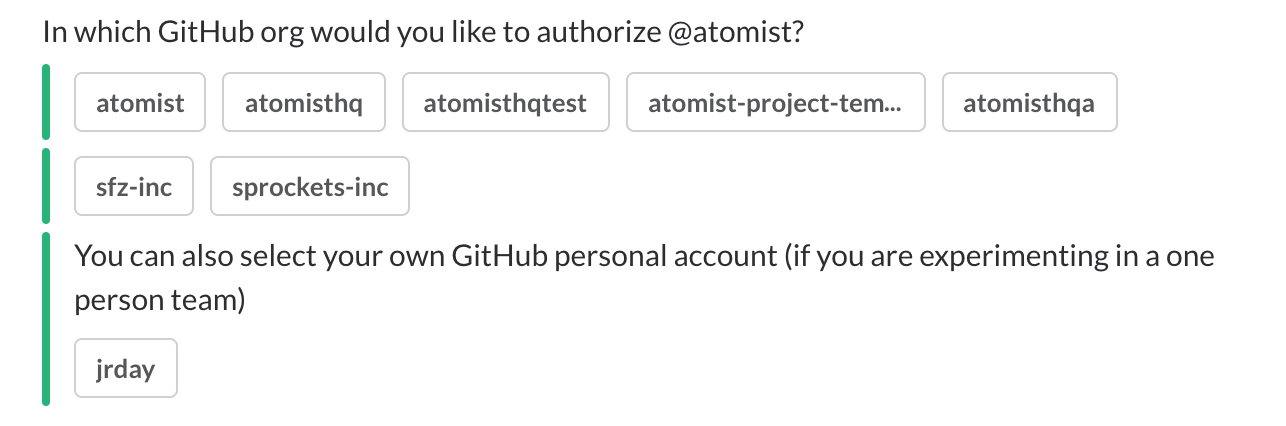 In which GitHub org would you like to authorize @atomist?
atomist atomisthq atomisthqtest atomist-project-tem... atomisthqa
sfz-inc sprockets-inc
You can also select your own GitHub personal account (if you are experimenting in a one
person team)
jrday